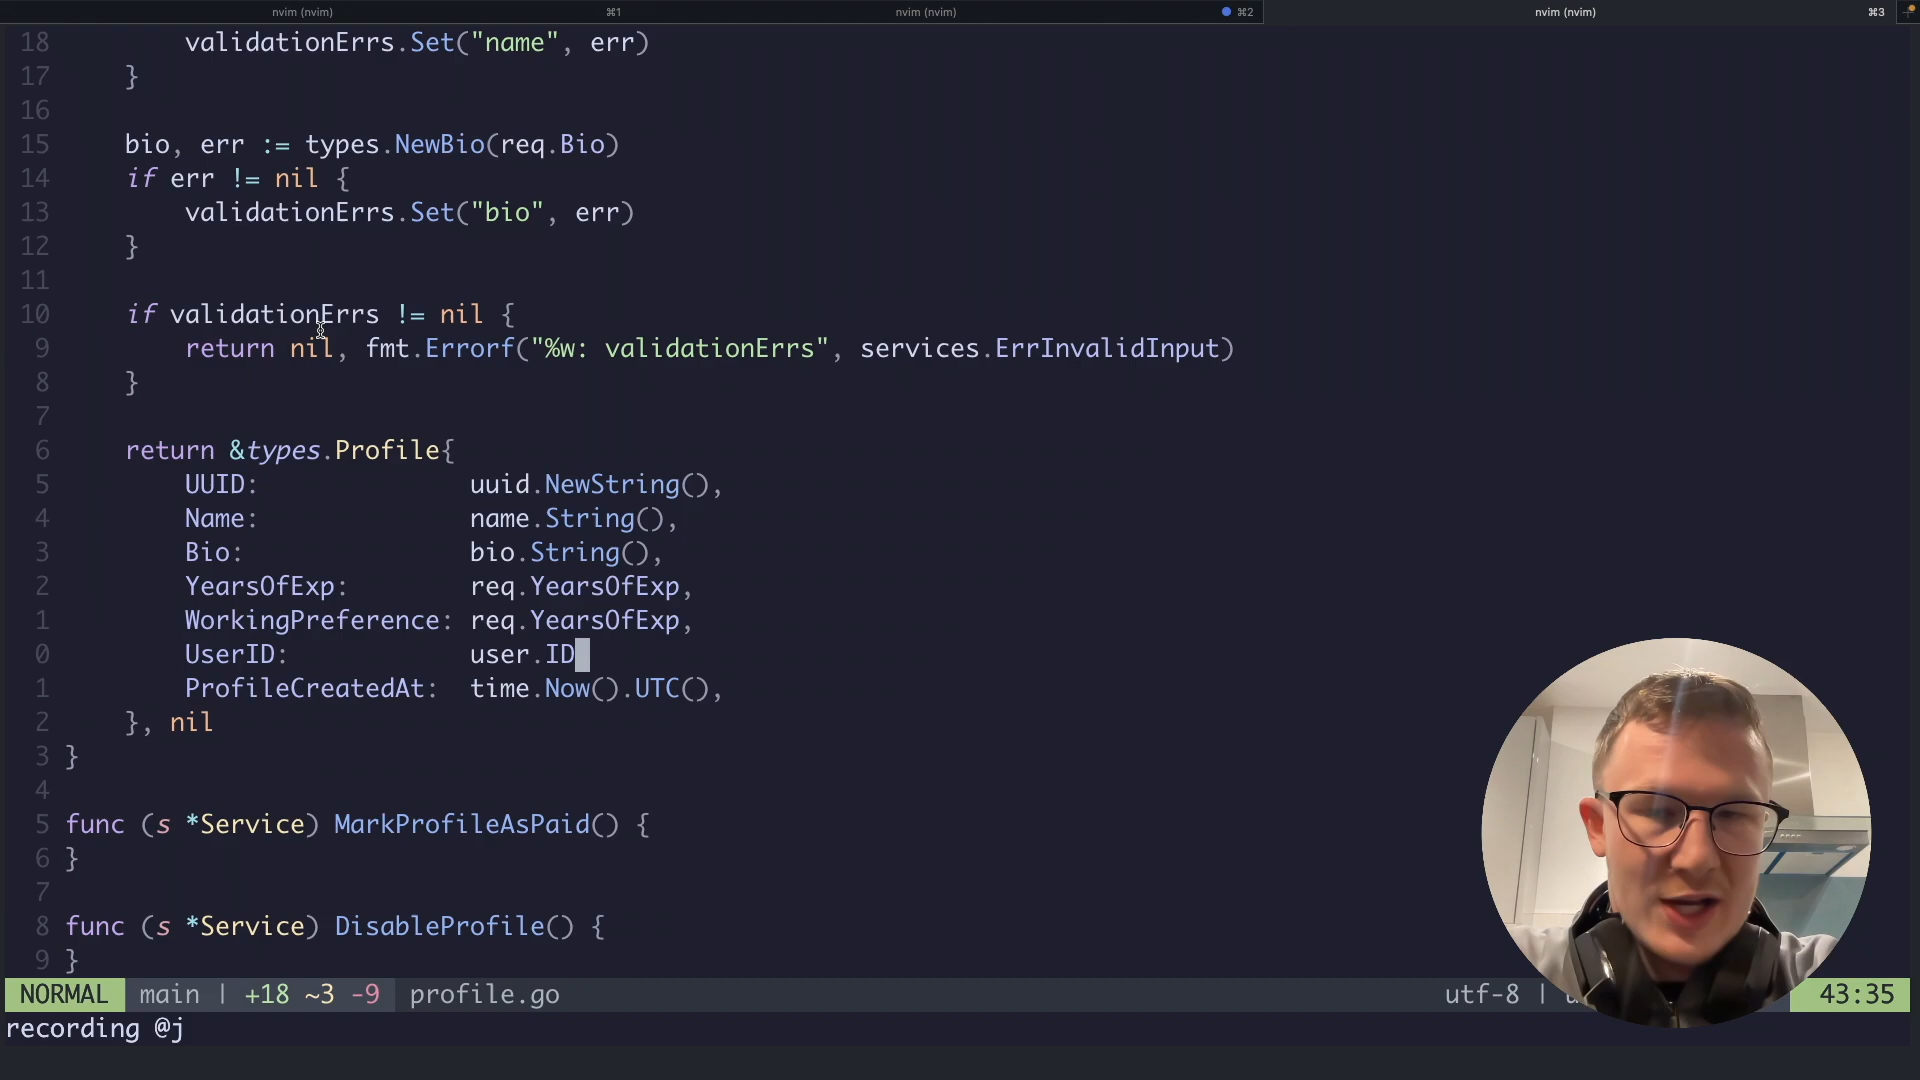 nvim (nvim) ⌘1 nvim (nvim) ⌘2 nvim (nvim) ⌘3
18 validationErrs.Set("name", err)
17 }
16
15 bio, err := types.NewBio(req.Bio)
14 if err != nil {
13 validationErrs.Set("bio", err)
12 }
11
10 if validationErrs != nil {
9 return nil, fmt.Errorf("%w: validationErrs", services.ErrInvalidInput)
8 }
7
6 return &types.Profile{
5 UUID: uuid.NewString(),
4 Name: name.String(),
3 Bio: bio.String(),
2 YearsOfExp: req.YearsOfExp,
1 WorkingPreference: req.YearsOfExp,
0 UserID: user.ID
1 ProfileCreatedAt: time.Now().UTC(),
2 }, nil
3 }
4
5 func (s *Service) MarkProfileAsPaid() {
6 }
7
8 func (s *Service) DisableProfile() {
9 }
NORMAL main | +18 ~3 -9 profile.go utf-8 | 43:35
recording @j